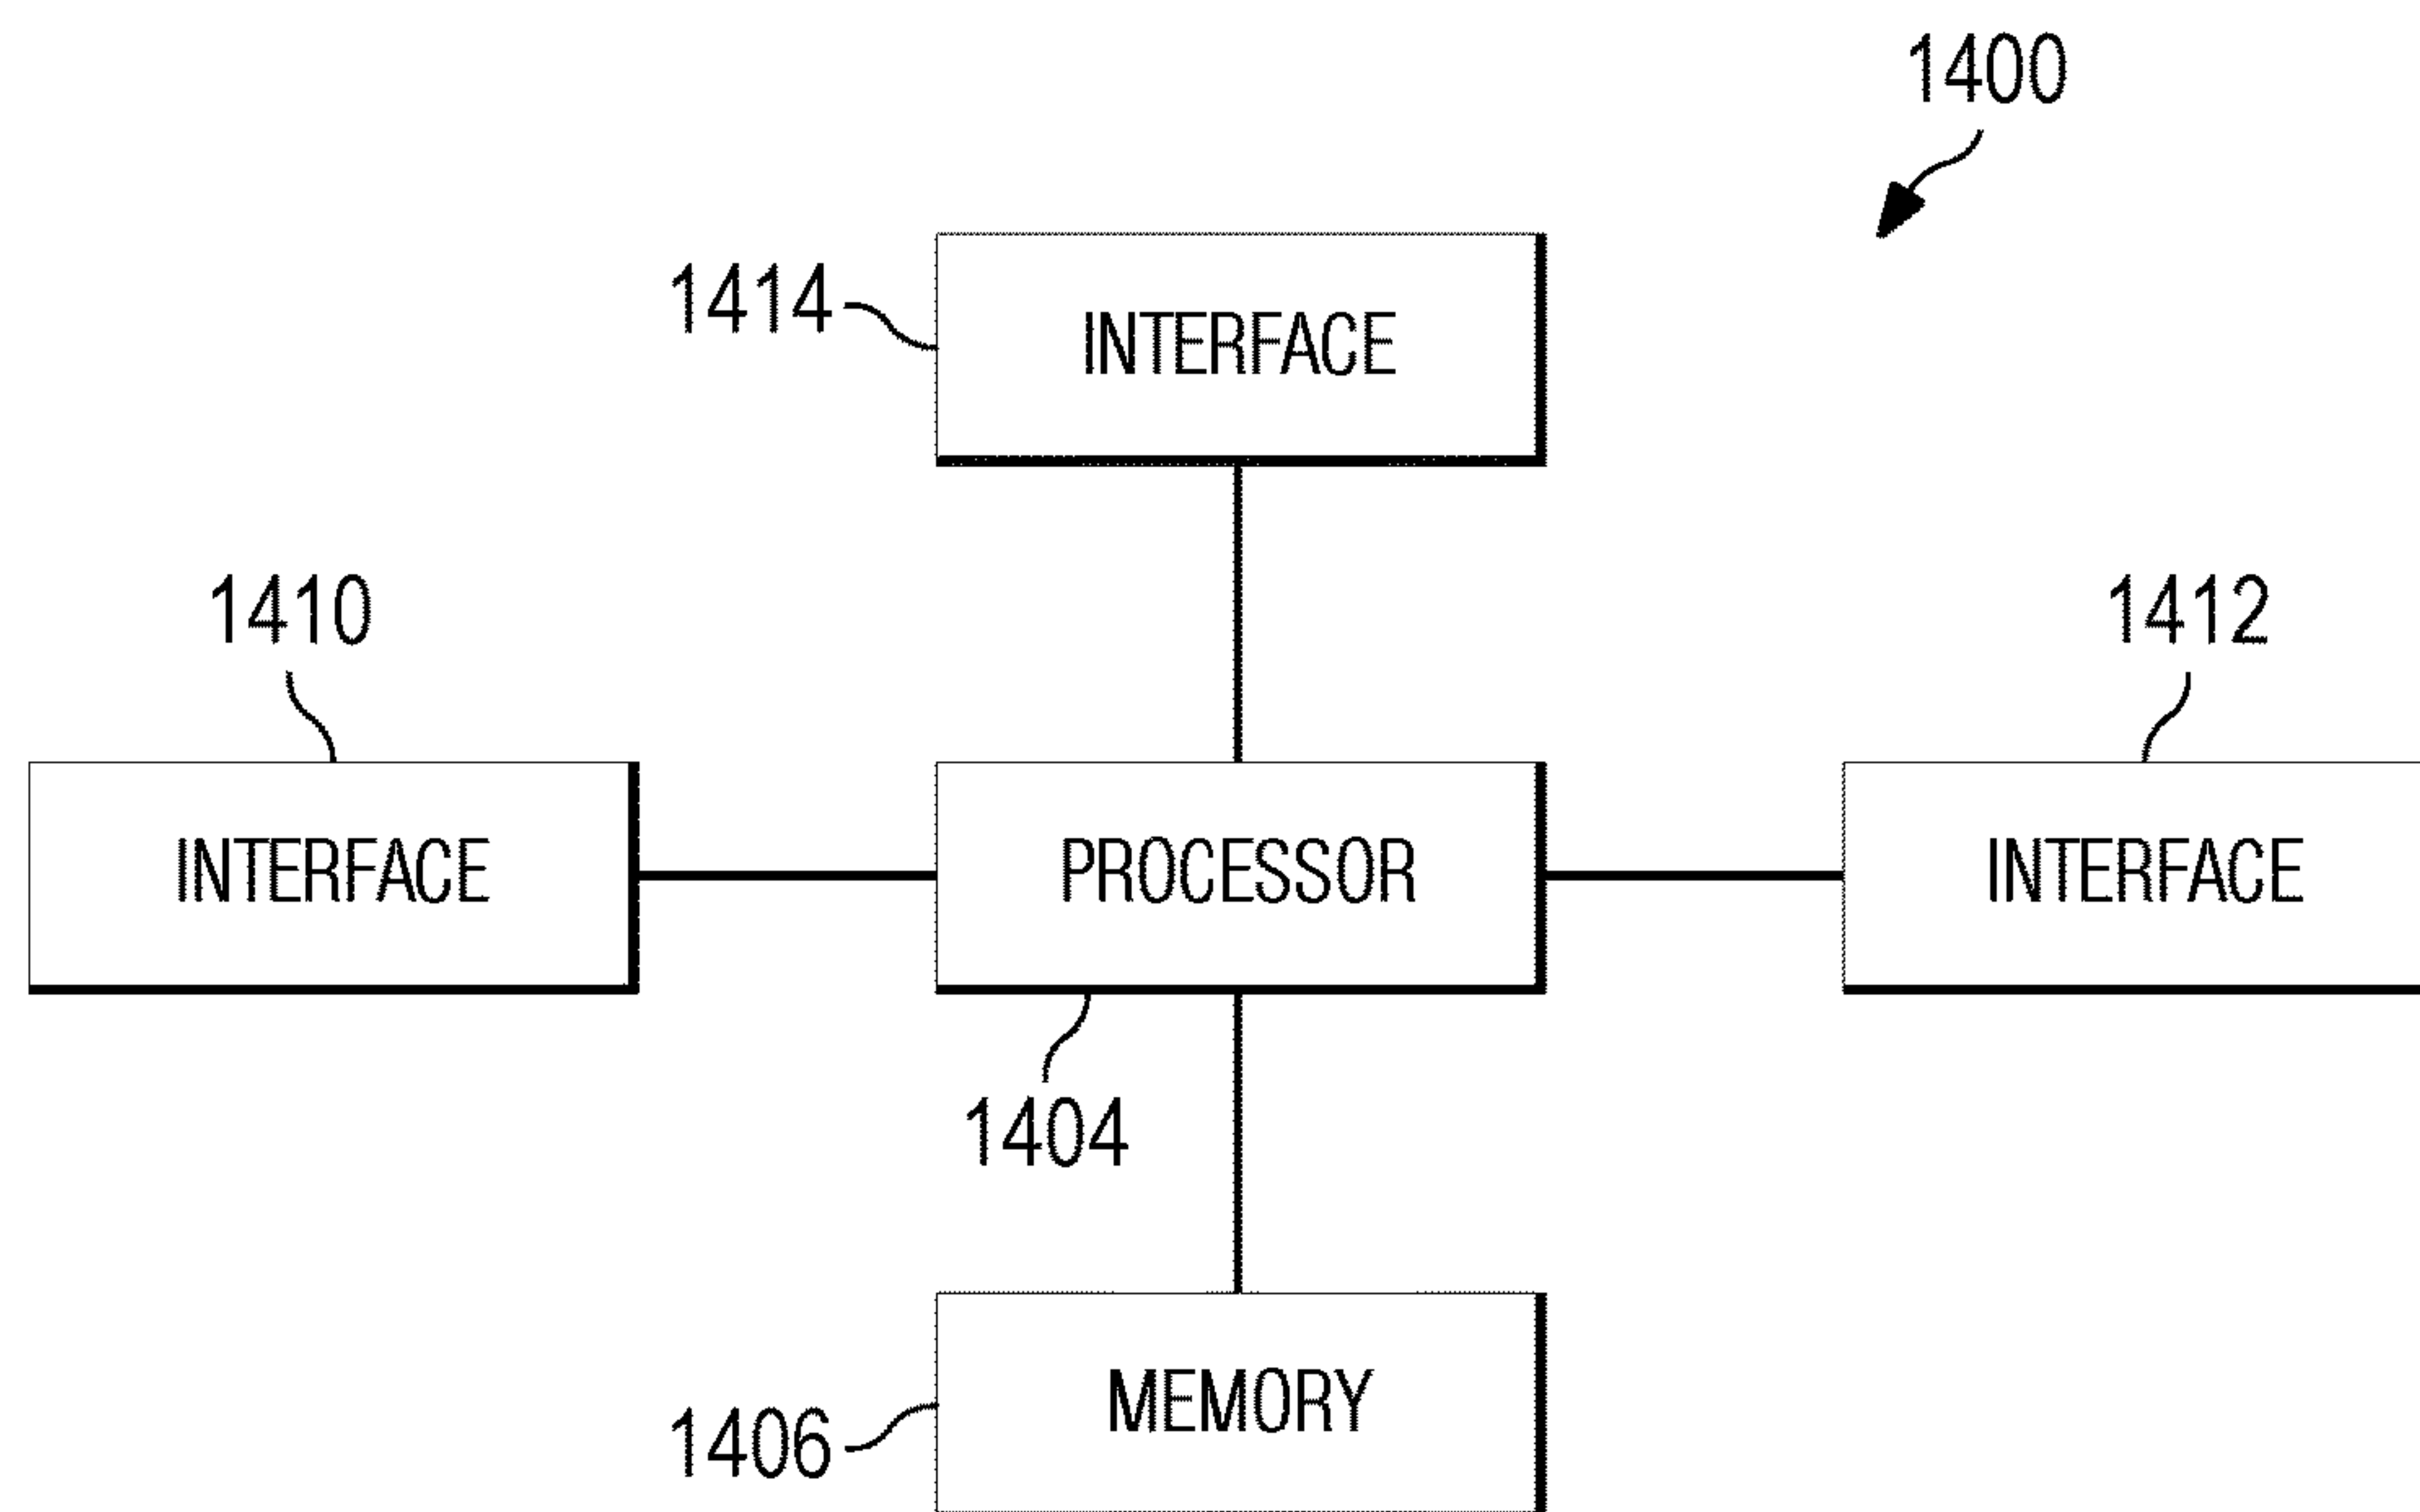 1400
1414
INTERFACE
1410
1412
INTERFACE
PROCESSOR
INTERFACE
1404
MEMORY
1406